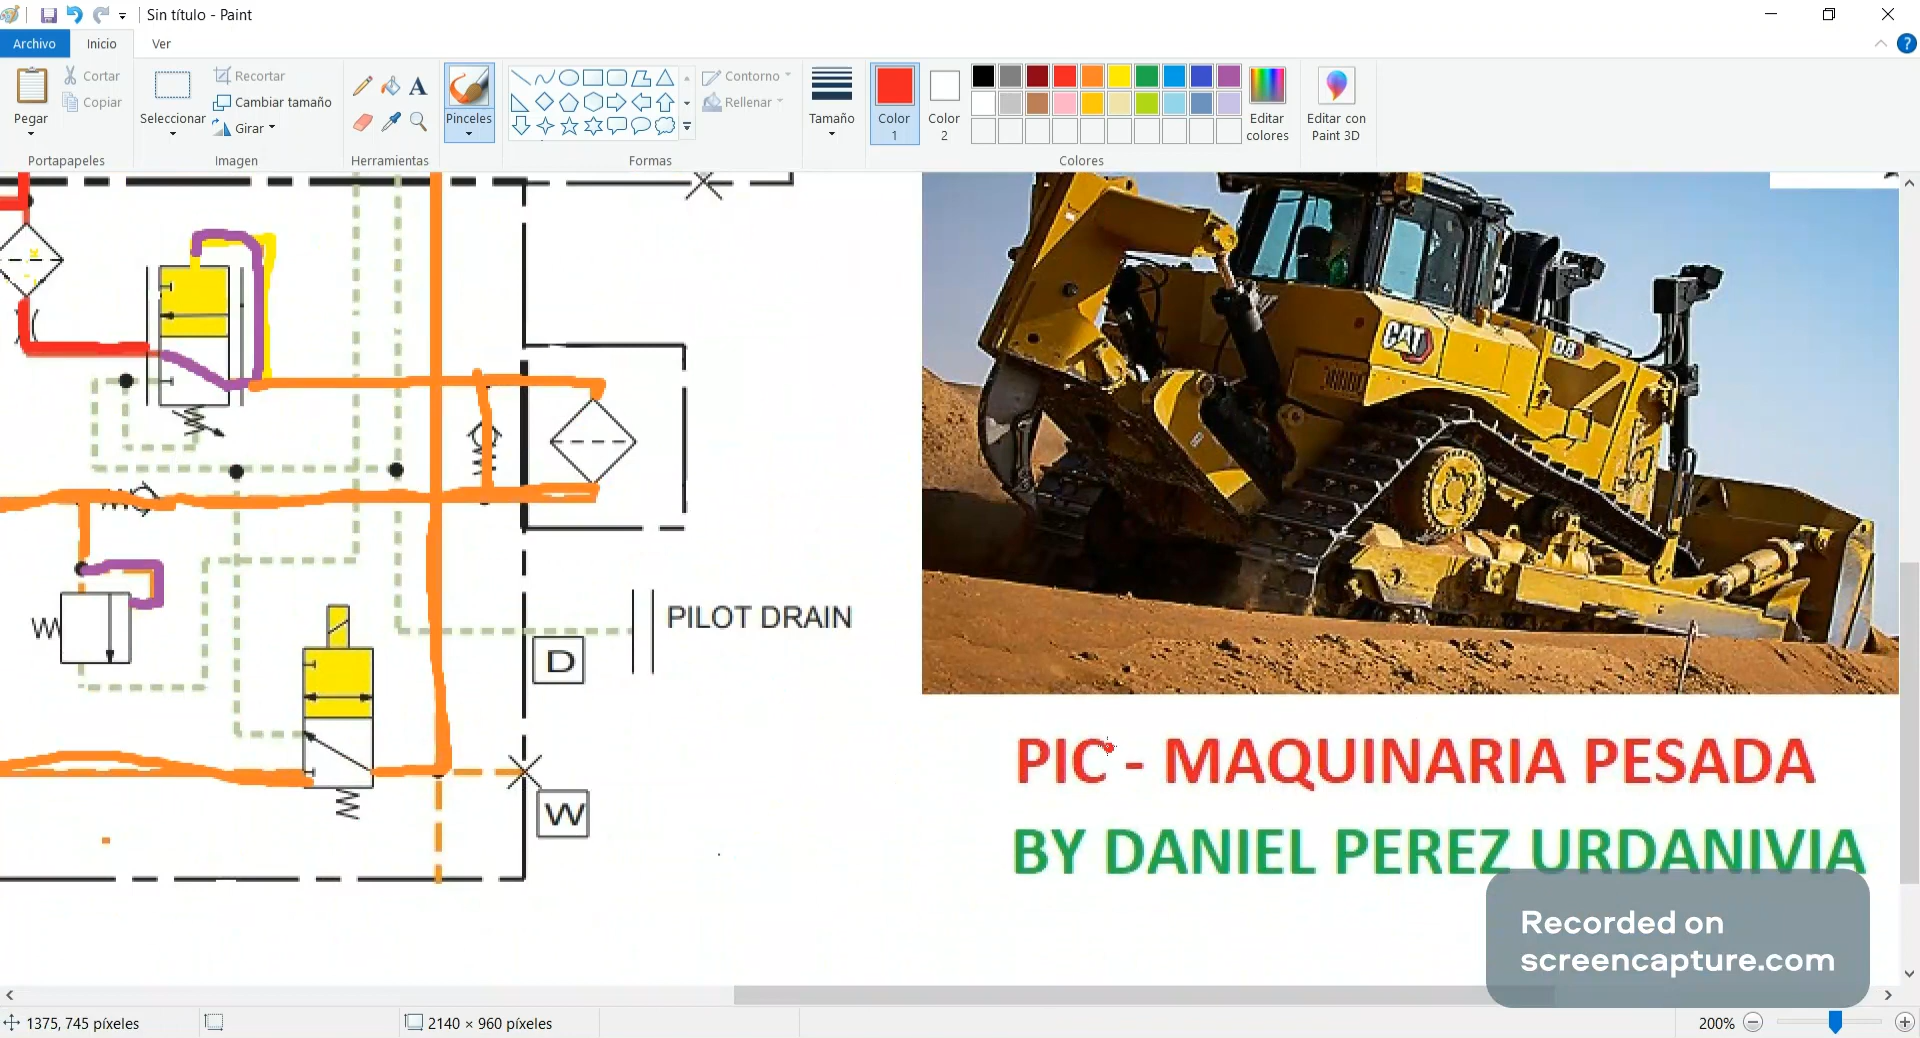 Sin título - Paint
Archivo Inicio Ver
Pegar
Cortar
Copiar
Portapapeles
Seleccionar
Recortar
Cambiar tamaño
Girar
Imagen
A
Herramientas
Pinceles
Contorno
Rellenar
Formas
Tamaño
Color 1
Color 2
Editar colores
Colores
Editar con Paint 3D
?
CAT
D8
PILOT DRAIN
D
W
PIC - MAQUINARIA PESADA
BY DANIEL PEREZ URDANIVIA
Recorded on
screencapture.com
1375, 745 píxeles
2140 × 960 píxeles
200%